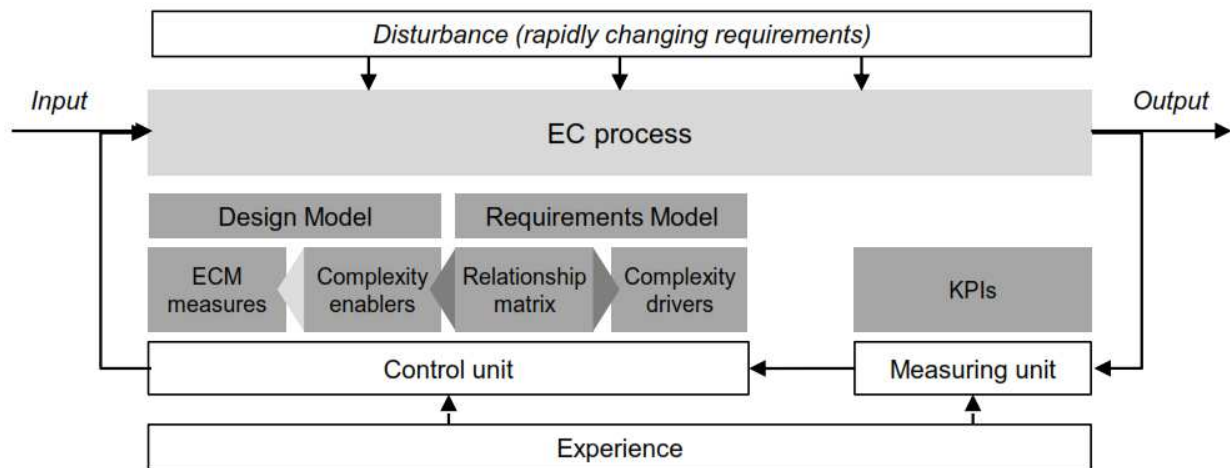 Disturbance (rapidly changing requirements)
Input
Output
EC process
Design Model
Requirements Model
ECM
measures
Complexity
enablers
Relationship
matrix
Complexity
drivers
KPIs
Control unit
Measuring unit
Experience